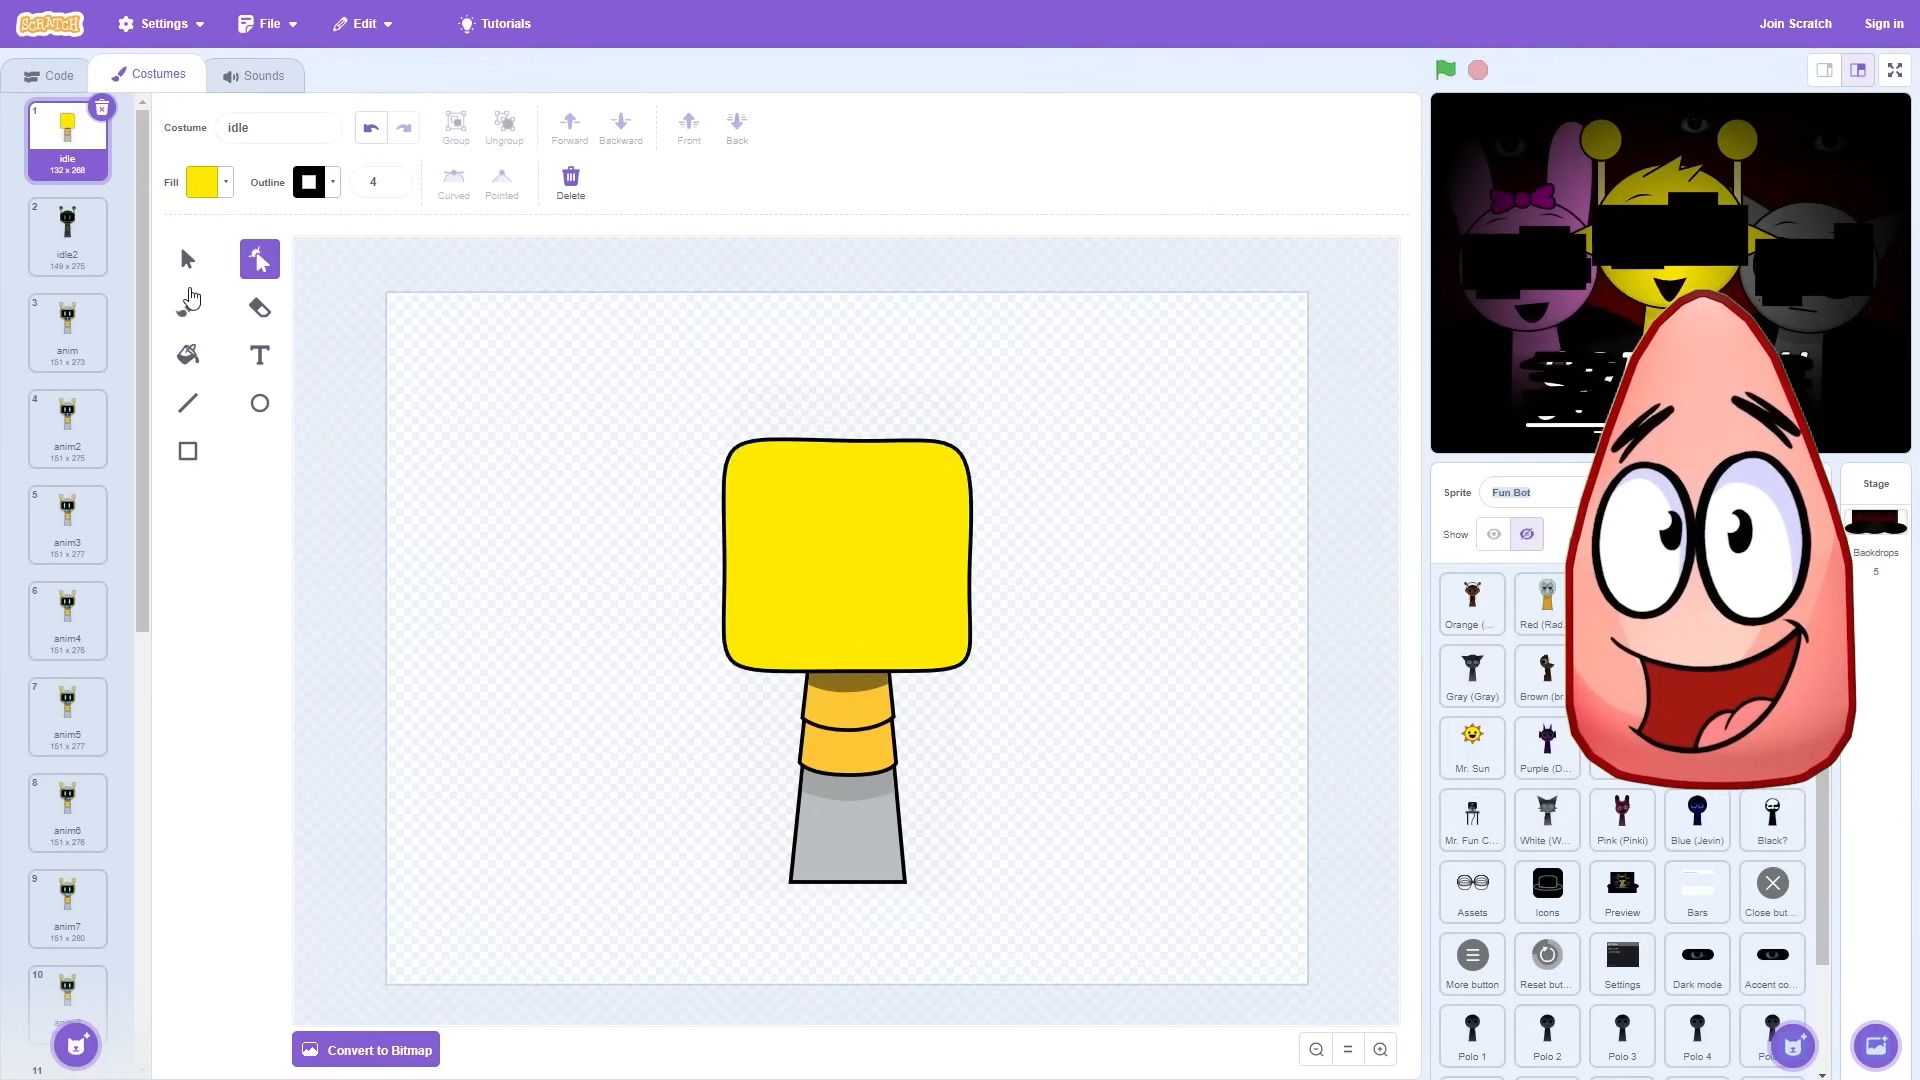 SCRATCH Settings File Edit Tutorials Join Scratch Sign in
Code Costumes Sounds
1
idle
132 x 268
2
idle2
149 x 275
3
anim
151 x 273
4
anim2
151 x 275
5
anim3
151 x 277
6
anim4
151 x 276
7
anim5
151 x 277
8
anim6
151 x 276
9
anim7
151 x 280
10
11
Costume idle Group Ungroup Forward Backward Front Back
Fill Outline 4 Curved Pointed Delete
T
Convert to Bitmap
Sprite Fun Bot
Show
Stage
Backdrops
5
Orange (... Red (Rad
Gray (Gray) Brown (br
Mr. Sun Purple (D...
Mr. Fun C... White (W... Pink (Pinki) Blue (Jevin) Black?
Assets Icons Preview Bars Close but...
More button Reset but... Settings Dark mode Accent co...
Polo 1 Polo 2 Polo 3 Polo 4